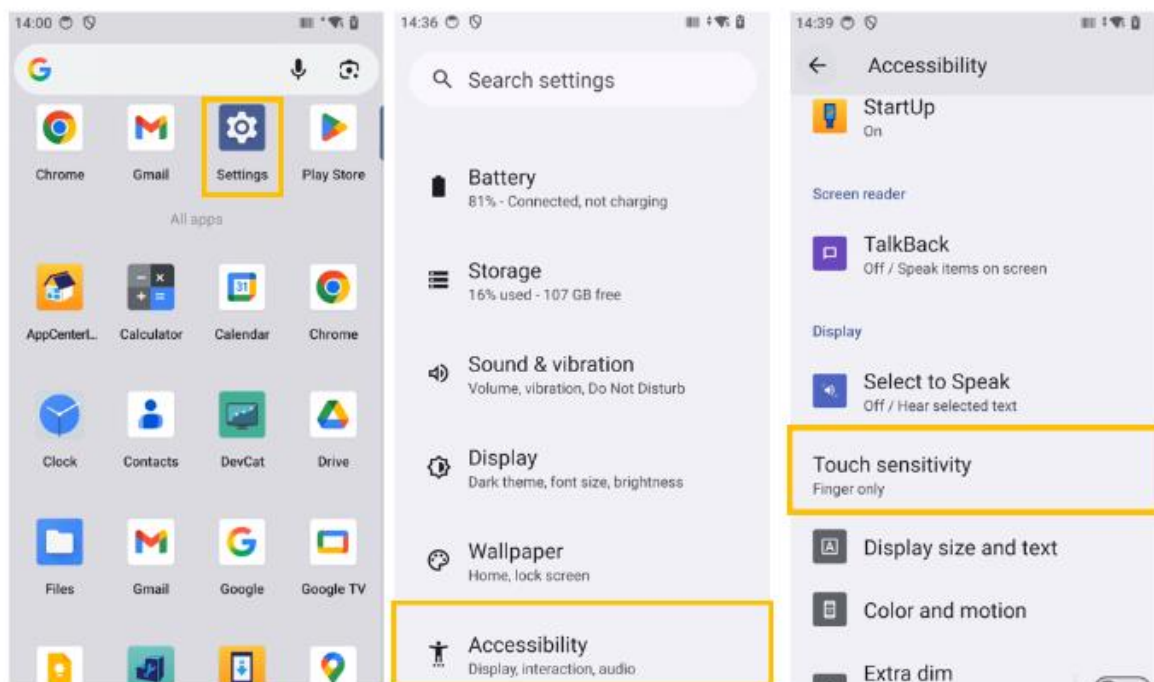 14:00
Chrome
Gmail
Settings
Play Store
All apps
31
AppCenterL...
Calculator
Calendar
Chrome
Clock
Contacts
DevCat
Drive
Files
Gmail
Google
Google TV
14:36
Search settings
Battery
81% - Connected, not charging
Storage
16% used - 107 GB free
Sound & vibration
Volume, vibration, Do Not Disturb
Display
Dark theme, font size, brightness
Wallpaper
Home, lock screen
Accessibility
Display, interaction, audio
14:39
Accessibility
StartUp
On
Screen reader
TalkBack
Off / Speak items on screen
Display
Select to Speak
Off / Hear selected text
Touch sensitivity
Finger only
Display size and text
Color and motion
Extra dim